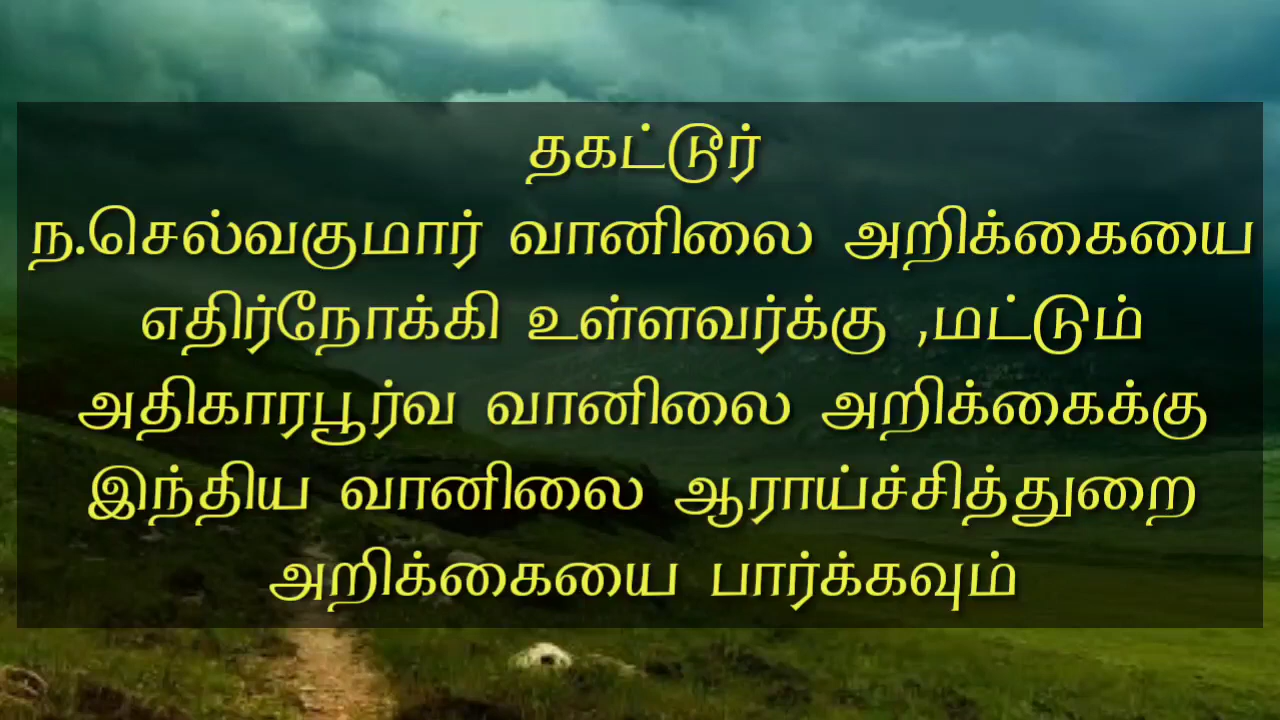 தகட்டூர்
ந.செல்வகுமார் வானிலை அறிக்கையை
எதிர்நோக்கி உள்ளவர்க்கு ,மட்டும்
அதிகாரபூர்வ வானிலை அறிக்கைக்கு
இந்திய வானிலை ஆராய்ச்சித்துறை
அறிக்கையை பார்க்கவும்